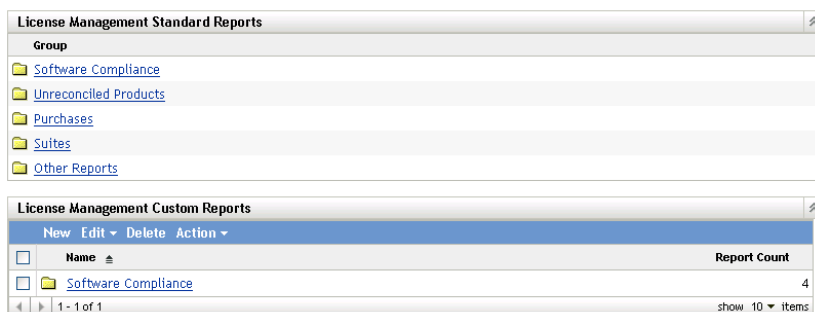 License Management Standard Reports
Group
Software Compliance
Unreconciled Products
Purchases
Suites
Other Reports
License Management Custom Reports
New Edit Delete Action
Name Report Count
Software Compliance 4
1 - 1 of 1 show 10 items